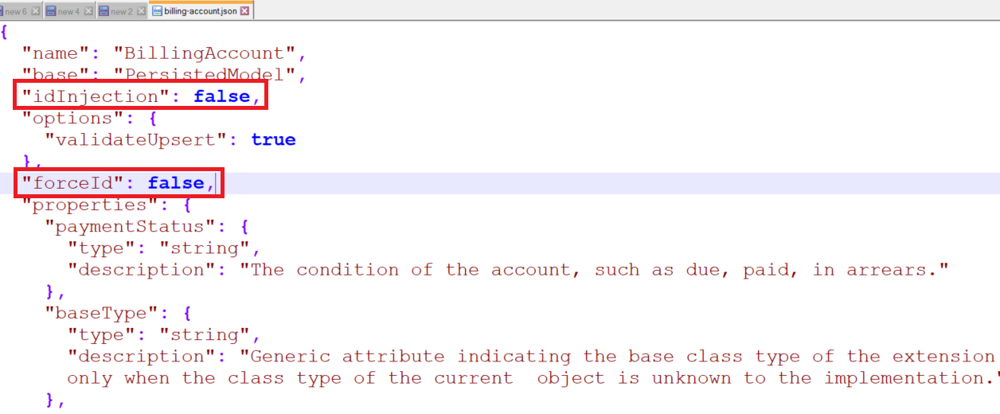 new 6 new 4 new 2 billing-account.json
{
"name": "BillingAccount",
"base": "PersistedModel",
"idInjection": false,
"options": {
"validateUpsert": true
},
"forceId": false,
"properties": {
"paymentStatus": {
"type": "string",
"description": "The condition of the account, such as due, paid, in arrears."
},
"baseType": {
"type": "string",
"description": "Generic attribute indicating the base class type of the extension
only when the class type of the current  object is unknown to the implementation."
},